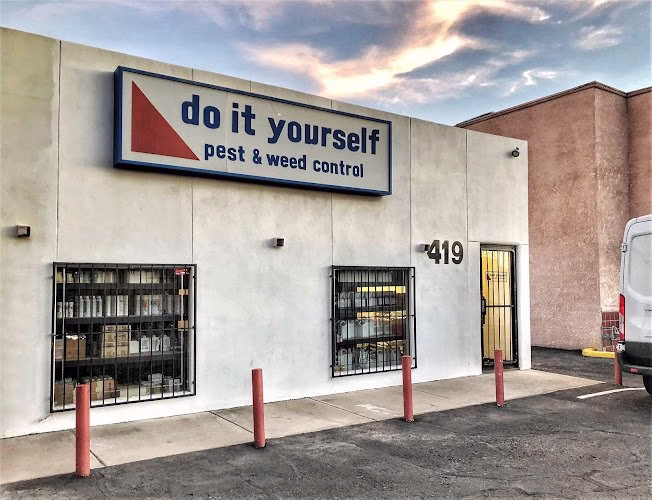 do it yourself
pest & weed control
419